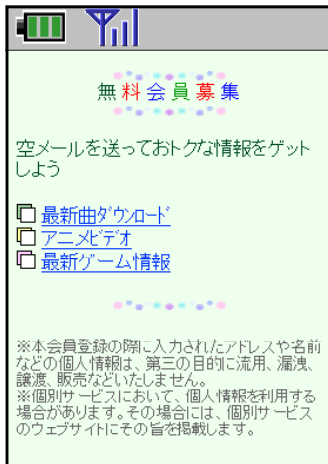 無料会員募集
空メールを送っておトクな情報をゲット
しよう
最新曲ダウンロード
アニメビデオ
最新ゲーム情報
※本会員登録の際に入力されたアドレスや名前
などの個人情報は、第三の目的に流用、漏洩、
譲渡、販売などいたしません。
※個別サービスにおいて、個人情報を利用する
場合があります。その場合には、個別サービス
のウェブサイトにその旨を掲載します。